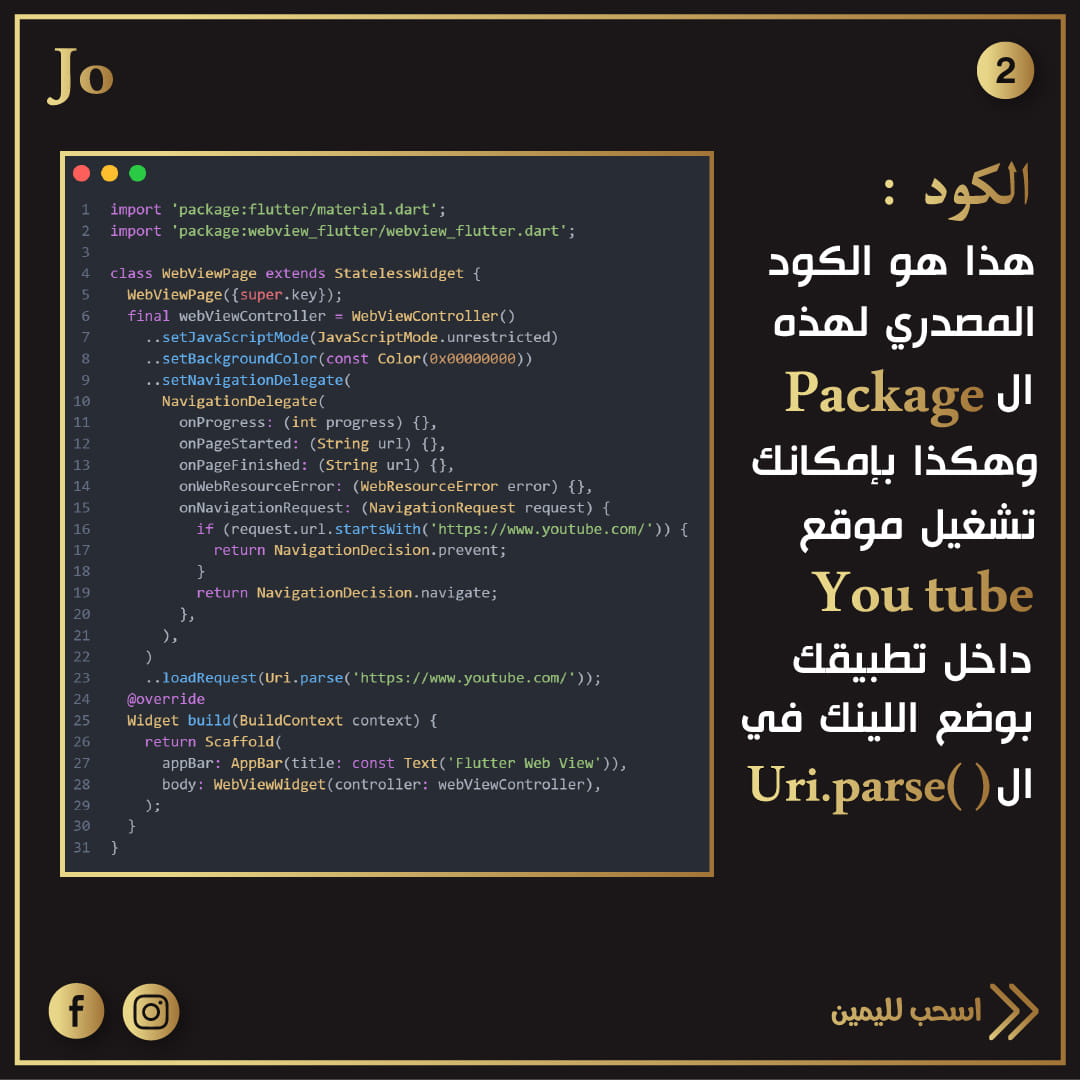 Jo
2
الكود :
هذا هو الكود
المصدري لهذه
ال Package
وهكذا بإمكانك
تشغيل موقع
You tube
داخل تطبيقك
بوضع اللينك في
ال Uri.parse( )
1 import 'package:flutter/material.dart';
2 import 'package:webview_flutter/webview_flutter.dart';
3
4 class WebViewPage extends StatelessWidget {
5   WebViewPage({super.key});
6   final webViewController = WebViewController()
7     ..setJavaScriptMode(JavaScriptMode.unrestricted)
8     ..setBackgroundColor(const Color(0x00000000))
9     ..setNavigationDelegate(
10       NavigationDelegate(
11         onProgress: (int progress) {},
12         onPageStarted: (String url) {},
13         onPageFinished: (String url) {},
14         onWebResourceError: (WebResourceError error) {},
15         onNavigationRequest: (NavigationRequest request) {
16           if (request.url.startsWith('https://www.youtube.com/')) {
17             return NavigationDecision.prevent;
18           }
19           return NavigationDecision.navigate;
20         },
21       ),
22     )
23     ..loadRequest(Uri.parse('https://www.youtube.com/'));
24   @override
25   Widget build(BuildContext context) {
26     return Scaffold(
27       appBar: AppBar(title: const Text('Flutter Web View')),
28       body: WebViewWidget(controller: webViewController),
29     );
30   }
31 }
اسحب لليمين